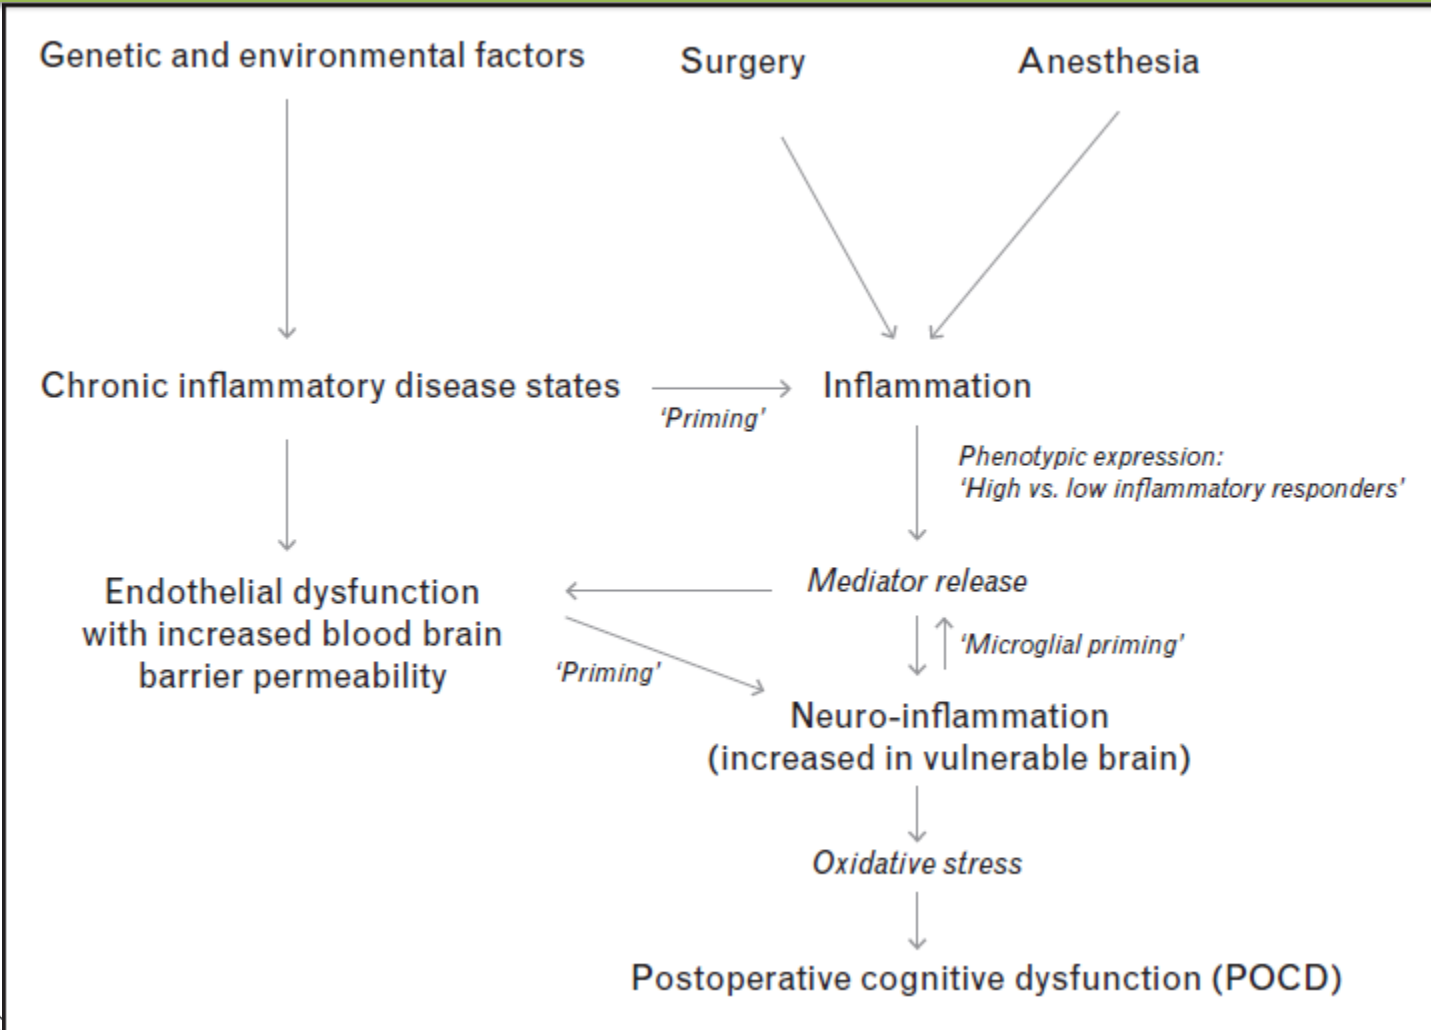 Genetic and environmental factors
Surgery
Anesthesia
Chronic inflammatory disease states
‘Priming’
Inflammation
Phenotypic expression:
‘High vs. low inflammatory responders’
Endothelial dysfunction
with increased blood brain
barrier permeability
Mediator release
‘Microglial priming’
‘Priming’
Neuro-inflammation
(increased in vulnerable brain)
Oxidative stress
Postoperative cognitive dysfunction (POCD)